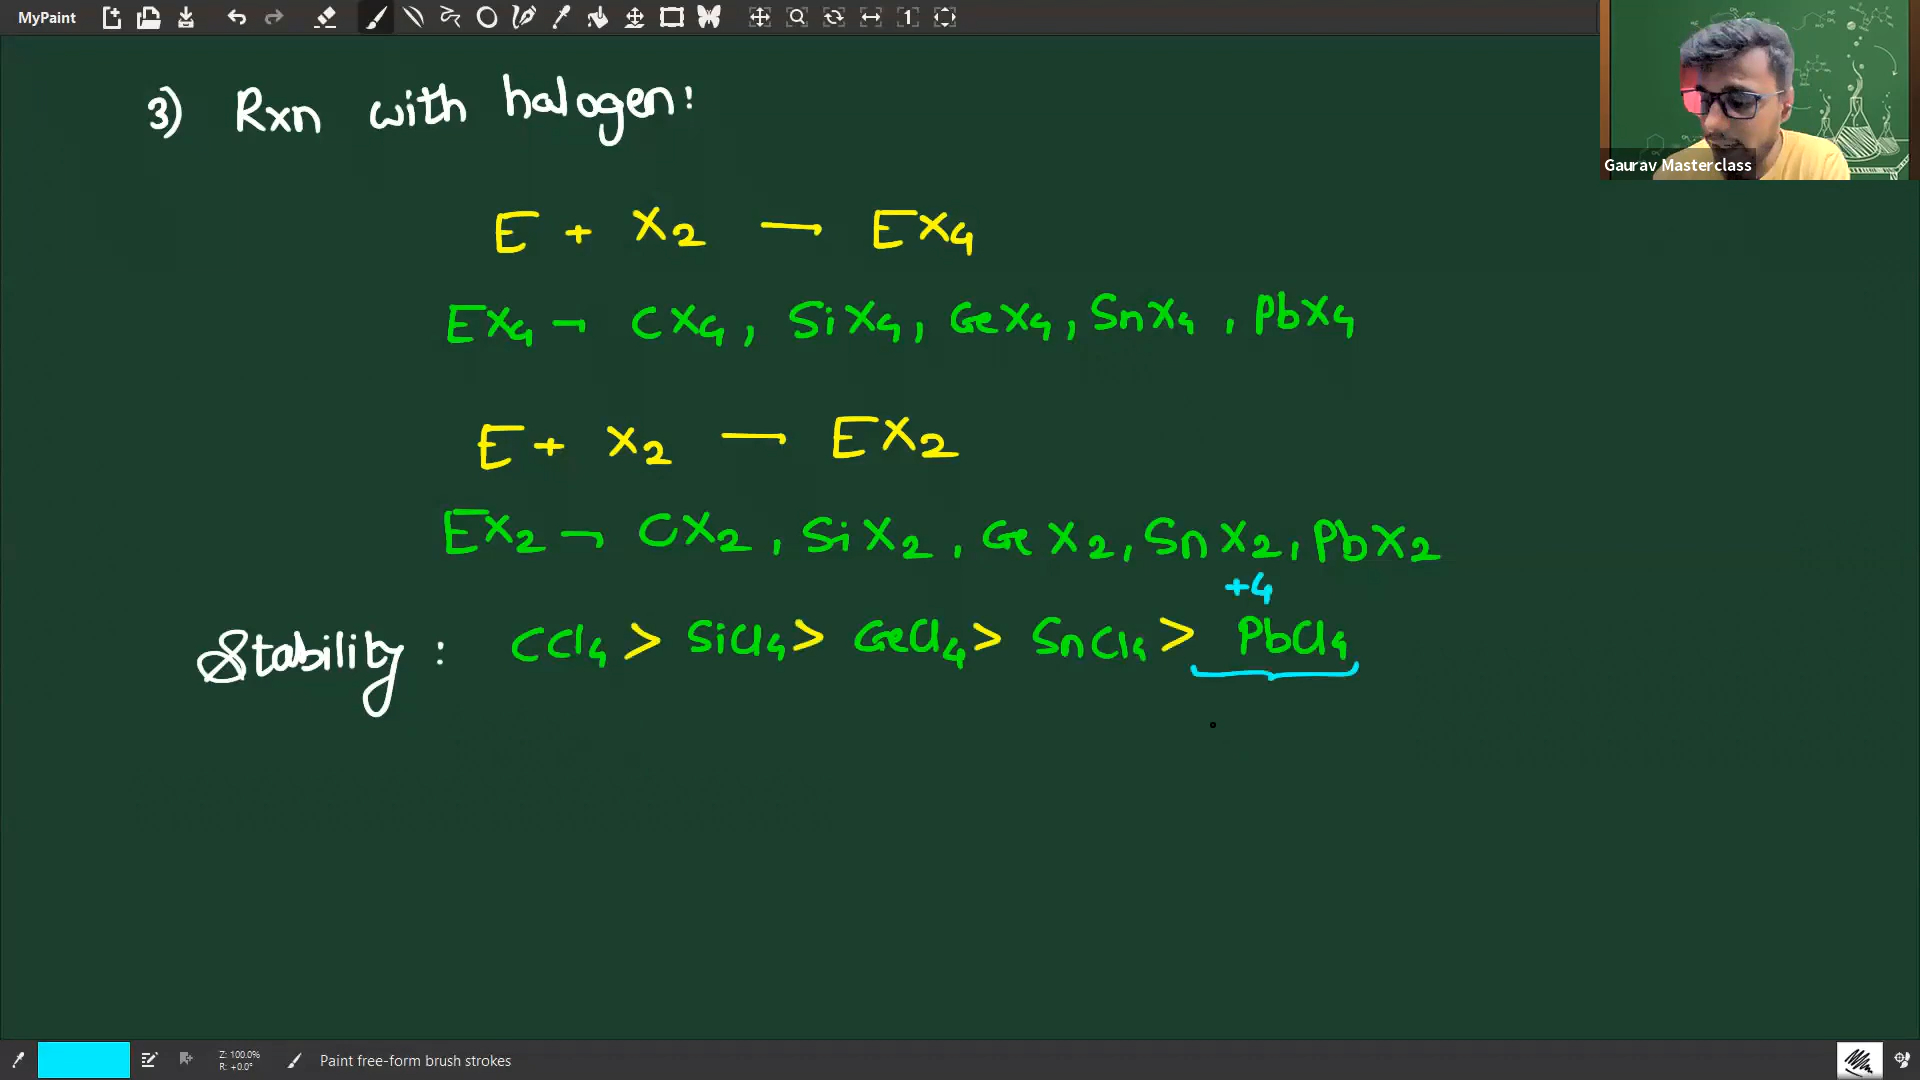 MyPaint
1
Gaurav Masterclass
3) Rxn with halogen:
E + X2 → EX4
EX4 → CX4, SiX4, GeX4, SnX4, PbX4
E + X2 → EX2
EX2 → CX2, SiX2, GeX2, SnX2, PbX2
+4
Stability: CCl4 > SiCl4 > GeCl4 > SnCl4 > PbCl4
Z: 100.0%
R: +0.0°
Paint free-form brush strokes